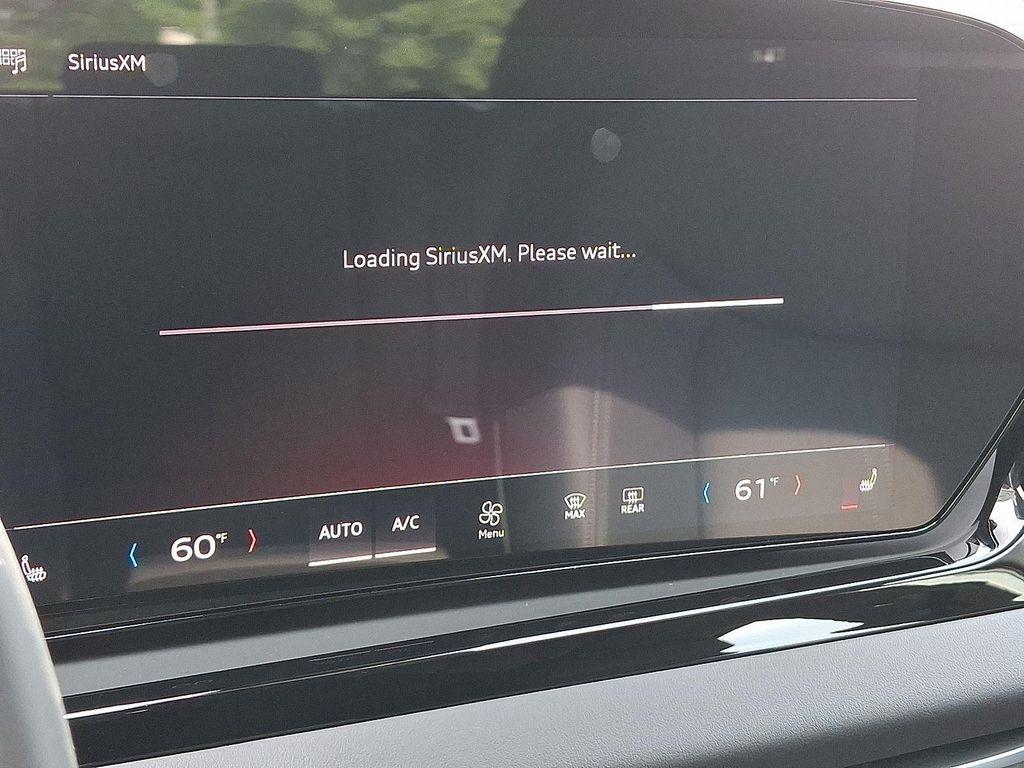 SiriusXM
Loading SiriusXM. Please wait...
60°F
AUTO
A/C
Menu
MAX
REAR
61°F